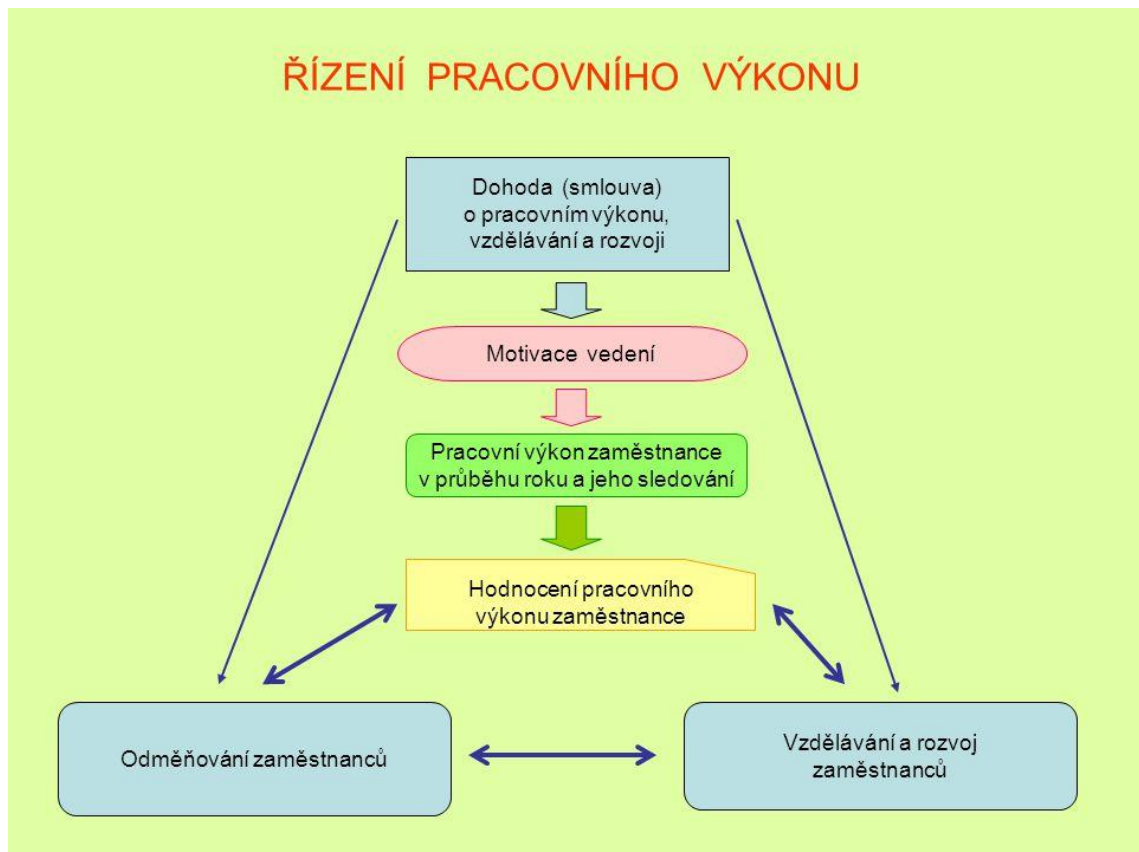 ŘÍZENÍ PRACOVNÍHO VÝKONU
Dohoda (smlouva)
o pracovním výkonu,
vzdělávání a rozvoji
Motivace vedení
Pracovní výkon zaměstnance
v průběhu roku a jeho sledování
Hodnocení pracovního
výkonu zaměstnance
Odměňování zaměstnanců
Vzdělávání a rozvoj
zaměstnanců